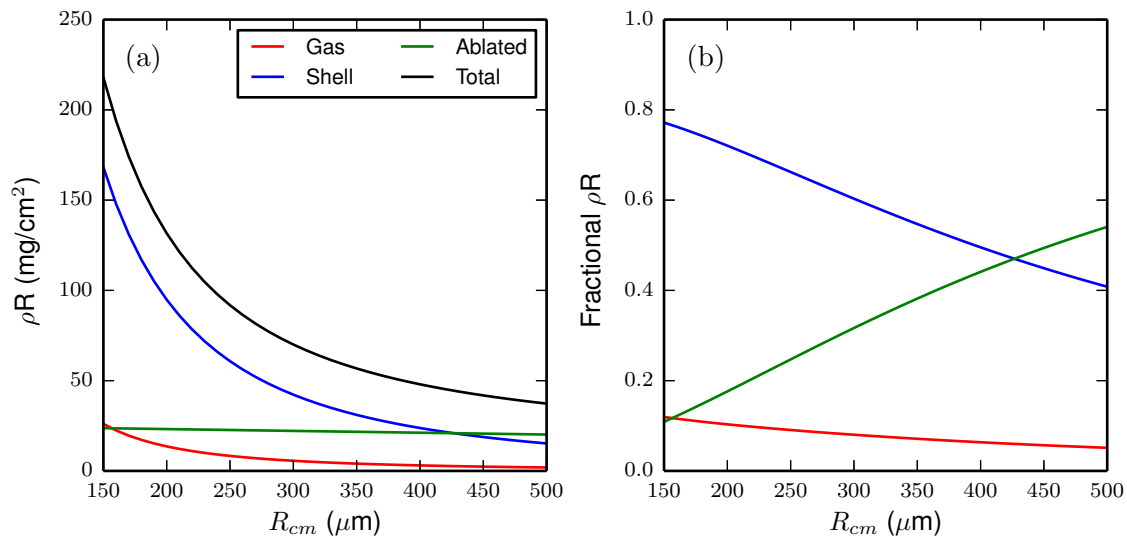 (a)
Gas
Ablated
Shell
Total
250
200
150
100
50
0
150 200 250 300 350 400 450 500
R_cm (μm)
ρR (mg/cm²)
(b)
1.0
0.8
0.6
0.4
0.2
0.0
150 200 250 300 350 400 450 500
R_cm (μm)
Fractional ρR